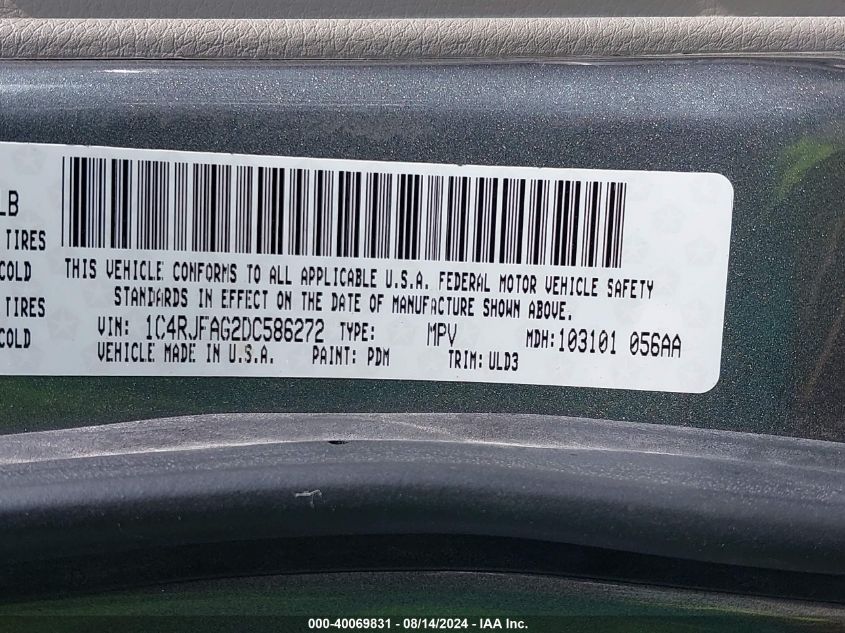 LB
TIRES
COLD
TIRES
COLD
THIS VEHICLE CONFORMS TO ALL APPLICABLE U.S.A. FEDERAL MOTOR VEHICLE SAFETY
STANDARDS IN EFFECT ON THE DATE OF MANUFACTURE SHOWN ABOVE.
VIN: 1C4RJFAG2DC586272 TYPE: MPV MDH: 103101 056AA
VEHICLE MADE IN U.S.A. PAINT: PDM TRIM: ULD3
000-40069831 - 08/14/2024 - IAA Inc.